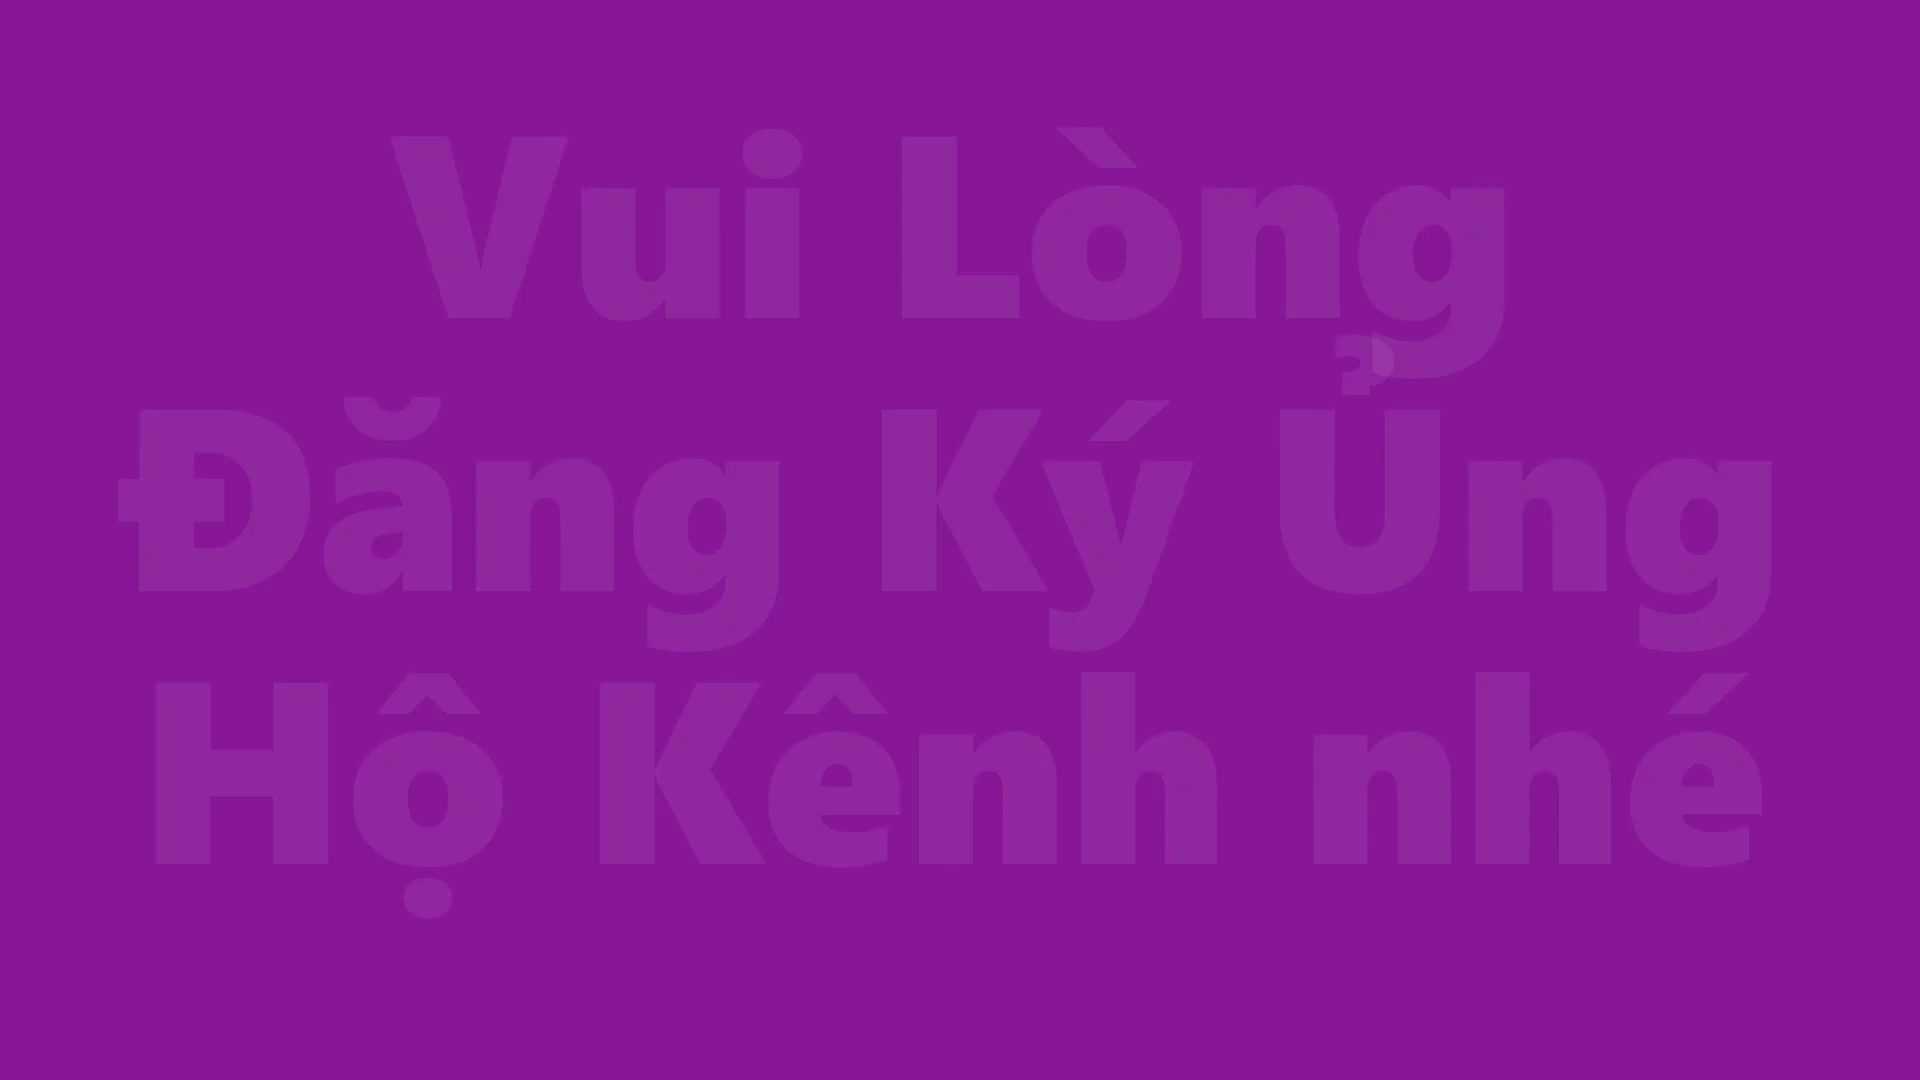 Vui Lòng
Đăng Ký Ủng
Hộ Kênh nhé